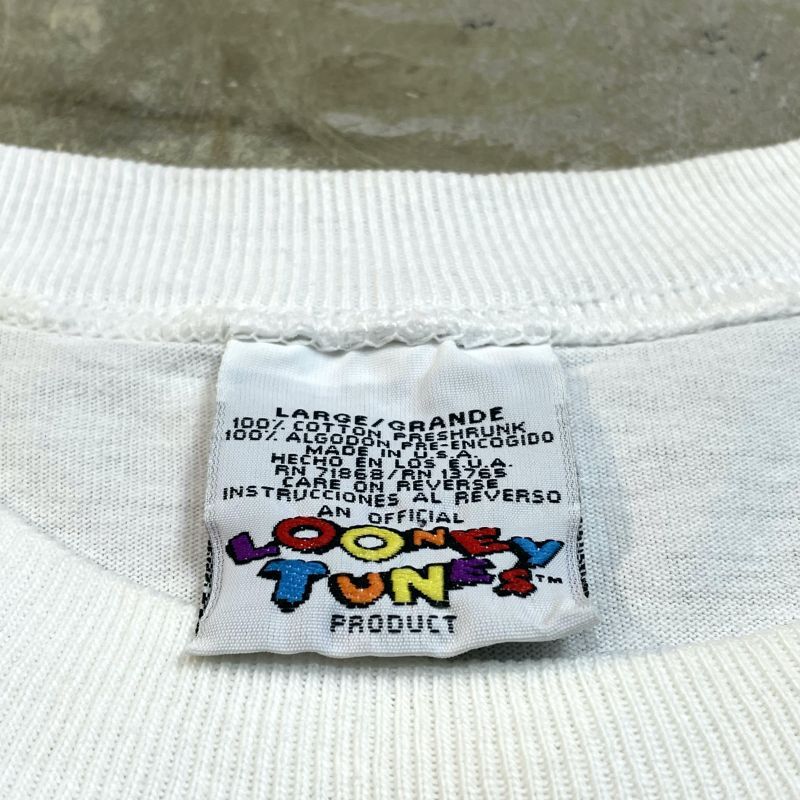 LARGE/GRANDE
100% COTTON PRESHRUNK
100% ALGODON PRE-ENCOGIDO
MADE IN U.S.A.
HECHO EN LOS E.U.A.
RN 71868/RN 13765
CARE ON REVERSE
INSTRUCCIONES AL REVERSO
AN OFFICIAL
LOONEY
TUNES™
PRODUCT